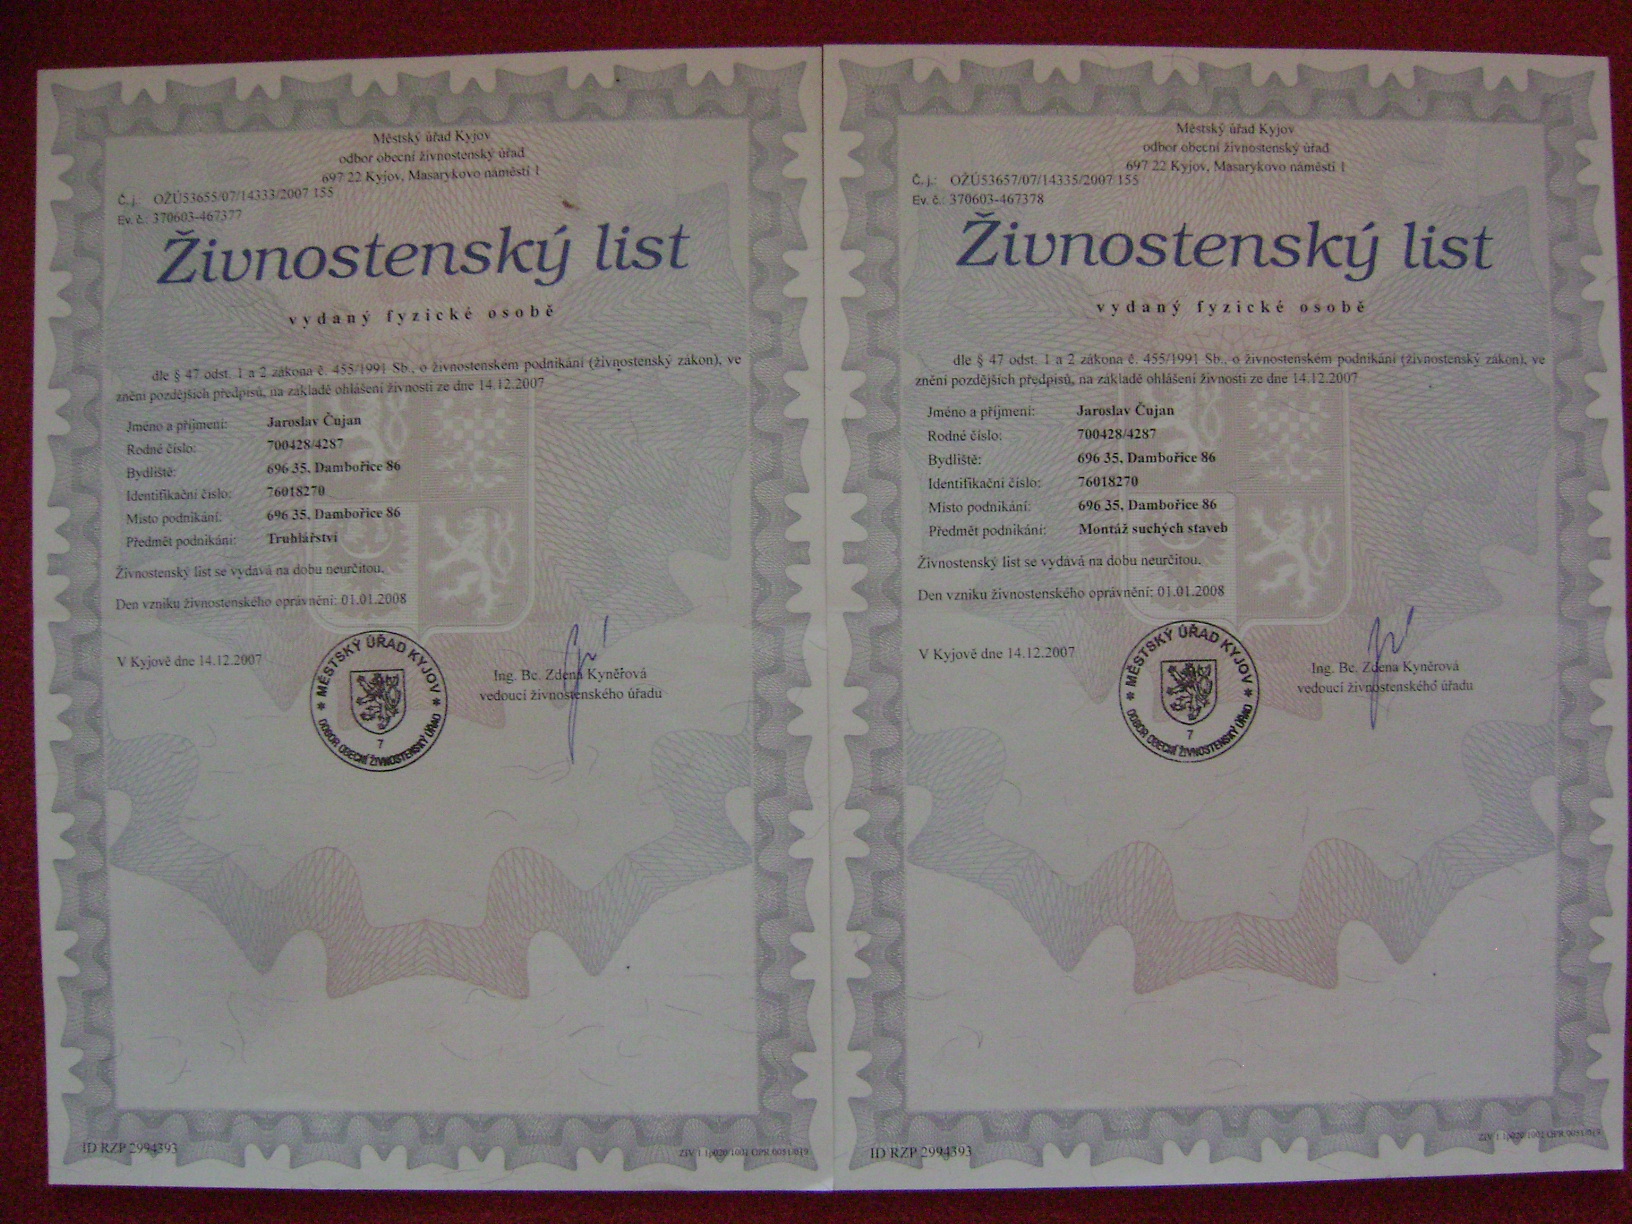 Městský úřad Kyjov
odbor obecní živnostenský úřad
697 22 Kyjov, Masarykovo náměstí 1
Č. j.: OŽÚ53655/07/14333/2007 155
Ev. č.: 370603-467377
Živnostenský list
vydaný fyzické osobě
dle § 47 odst. 1 a 2 zákona č. 455/1991 Sb., o živnostenském podnikání (živnostenský zákon), ve
znění pozdějších předpisů, na základě ohlášení živnosti ze dne 14.12.2007
Jméno a příjmení: Jaroslav Čujan
Rodné číslo: 700428/4287
Bydliště: 696 35, Dambořice 86
Identifikační číslo: 76018270
Místo podnikání: 696 35, Dambořice 86
Předmět podnikání: Truhlářství
Živnostenský list se vydává na dobu neurčitou.
Den vzniku živnostenského oprávnění: 01.01.2008
V Kyjově dne 14.12.2007
MĚSTSKÝ ÚŘAD KYJOV
7
ODBOR OBECNÍ ŽIVNOSTENSKÝ ÚŘAD
Ing. Bc. Zdena Kyněrová
vedoucí živnostenského úřadu
ID RZP 2994393
Městský úřad Kyjov
odbor obecní živnostenský úřad
697 22 Kyjov, Masarykovo náměstí 1
Č. j.: OŽÚ53657/07/14335/2007 155
Ev. č.: 370603-467378
Živnostenský list
vydaný fyzické osobě
dle § 47 odst. 1 a 2 zákona č. 455/1991 Sb., o živnostenském podnikání (živnostenský zákon), ve
znění pozdějších předpisů, na základě ohlášení živnosti ze dne 14.12.2007
Jméno a příjmení: Jaroslav Čujan
Rodné číslo: 700428/4287
Bydliště: 696 35, Dambořice 86
Identifikační číslo: 76018270
Místo podnikání: 696 35, Dambořice 86
Předmět podnikání: Montáž suchých staveb
Živnostenský list se vydává na dobu neurčitou.
Den vzniku živnostenského oprávnění: 01.01.2008
V Kyjově dne 14.12.2007
MĚSTSKÝ ÚŘAD KYJOV
7
ODBOR OBECNÍ ŽIVNOSTENSKÝ ÚŘAD
Ing. Bc. Zdena Kyněrová
vedoucí živnostenského úřadu
ID RZP 2994393